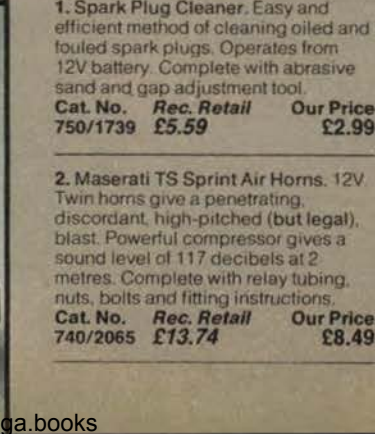 1. Spark Plug Cleaner. Easy and
efficient method of cleaning oiled and
fouled spark plugs. Operates from
12V battery. Complete with abrasive
sand and gap adjustment tool.
Cat. No. Rec. Retail Our Price
750/1739 £5.59 £2.99
2. Maserati TS Sprint Air Horns. 12V.
Twin horns give a penetrating,
discordant, high-pitched (but legal),
blast. Powerful compressor gives a
sound level of 117 decibels at 2
metres. Complete with relay tubing,
nuts, bolts and fitting instructions.
Cat. No. Rec. Retail Our Price
740/2065 £13.74 £8.49
ga.books